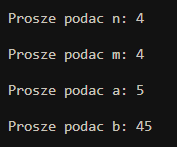 Prosze podac n: 4
Prosze podac m: 4
Prosze podac a: 5
Prosze podac b: 45